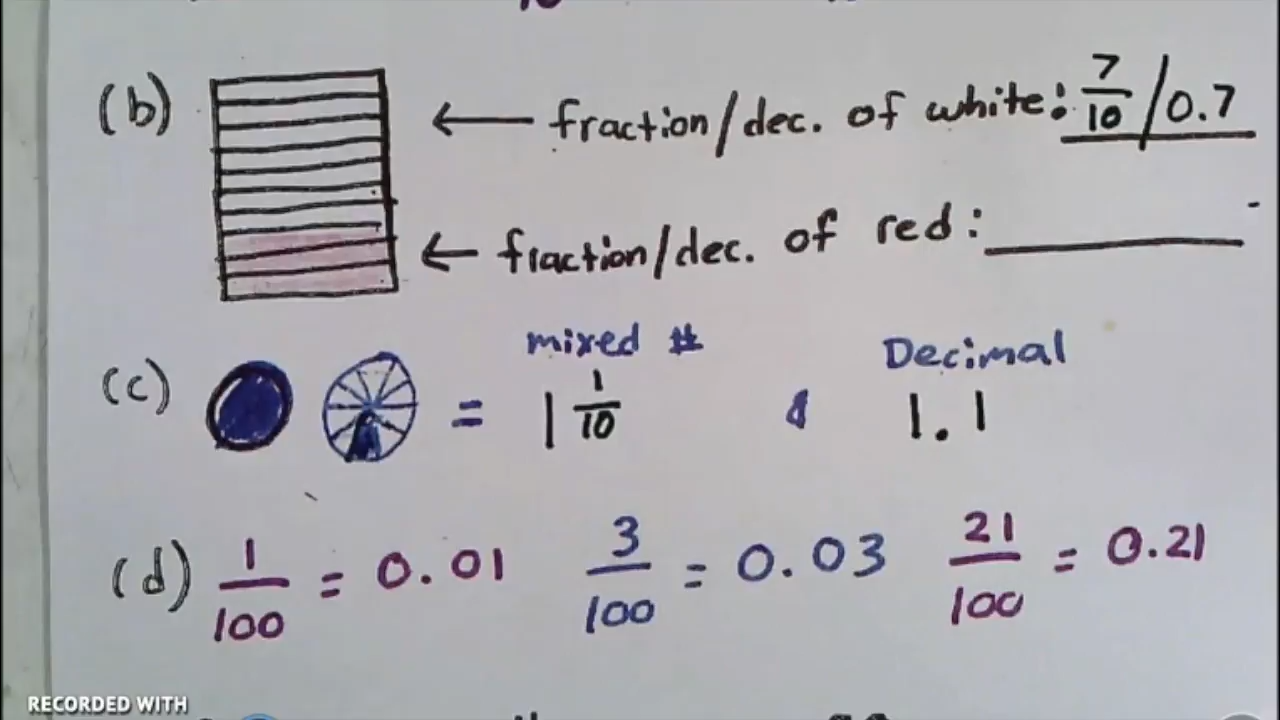 (b) ← fraction/dec. of white: 7/10 / 0.7
← fraction/dec. of red:
mixed # Decimal
(c) = 1 1/10 & 1.1
(d) 1/100 = 0.01 3/100 = 0.03 21/100 = 0.21
RECORDED WITH